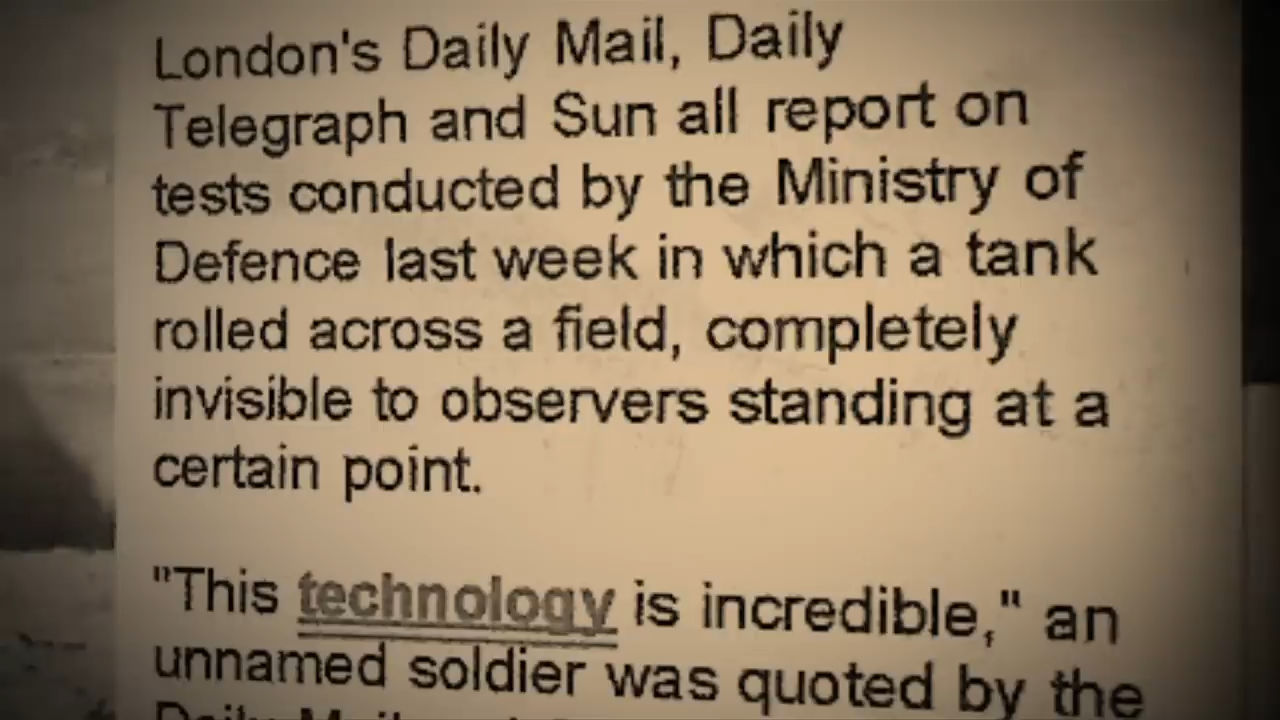 London's Daily Mail, Daily
Telegraph and Sun all report on
tests conducted by the Ministry of
Defence last week in which a tank
rolled across a field, completely
invisible to observers standing at a
certain point.
"This technology is incredible," an
unnamed soldier was quoted by the
Daily Mail